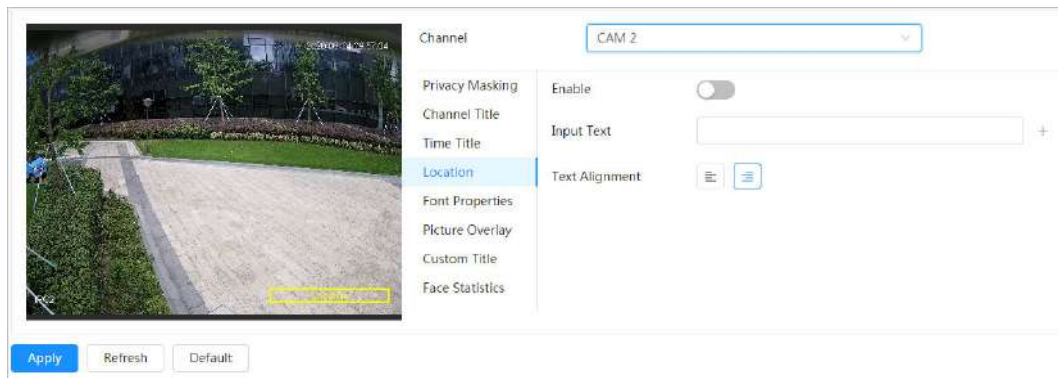 Channel
CAM 2
Privacy Masking
Enable
Channel Title
Input Text
+
Time Title
Location
Text Alignment
Font Properties
Picture Overlay
Custom Title
Face Statistics
Apply
Refresh
Default